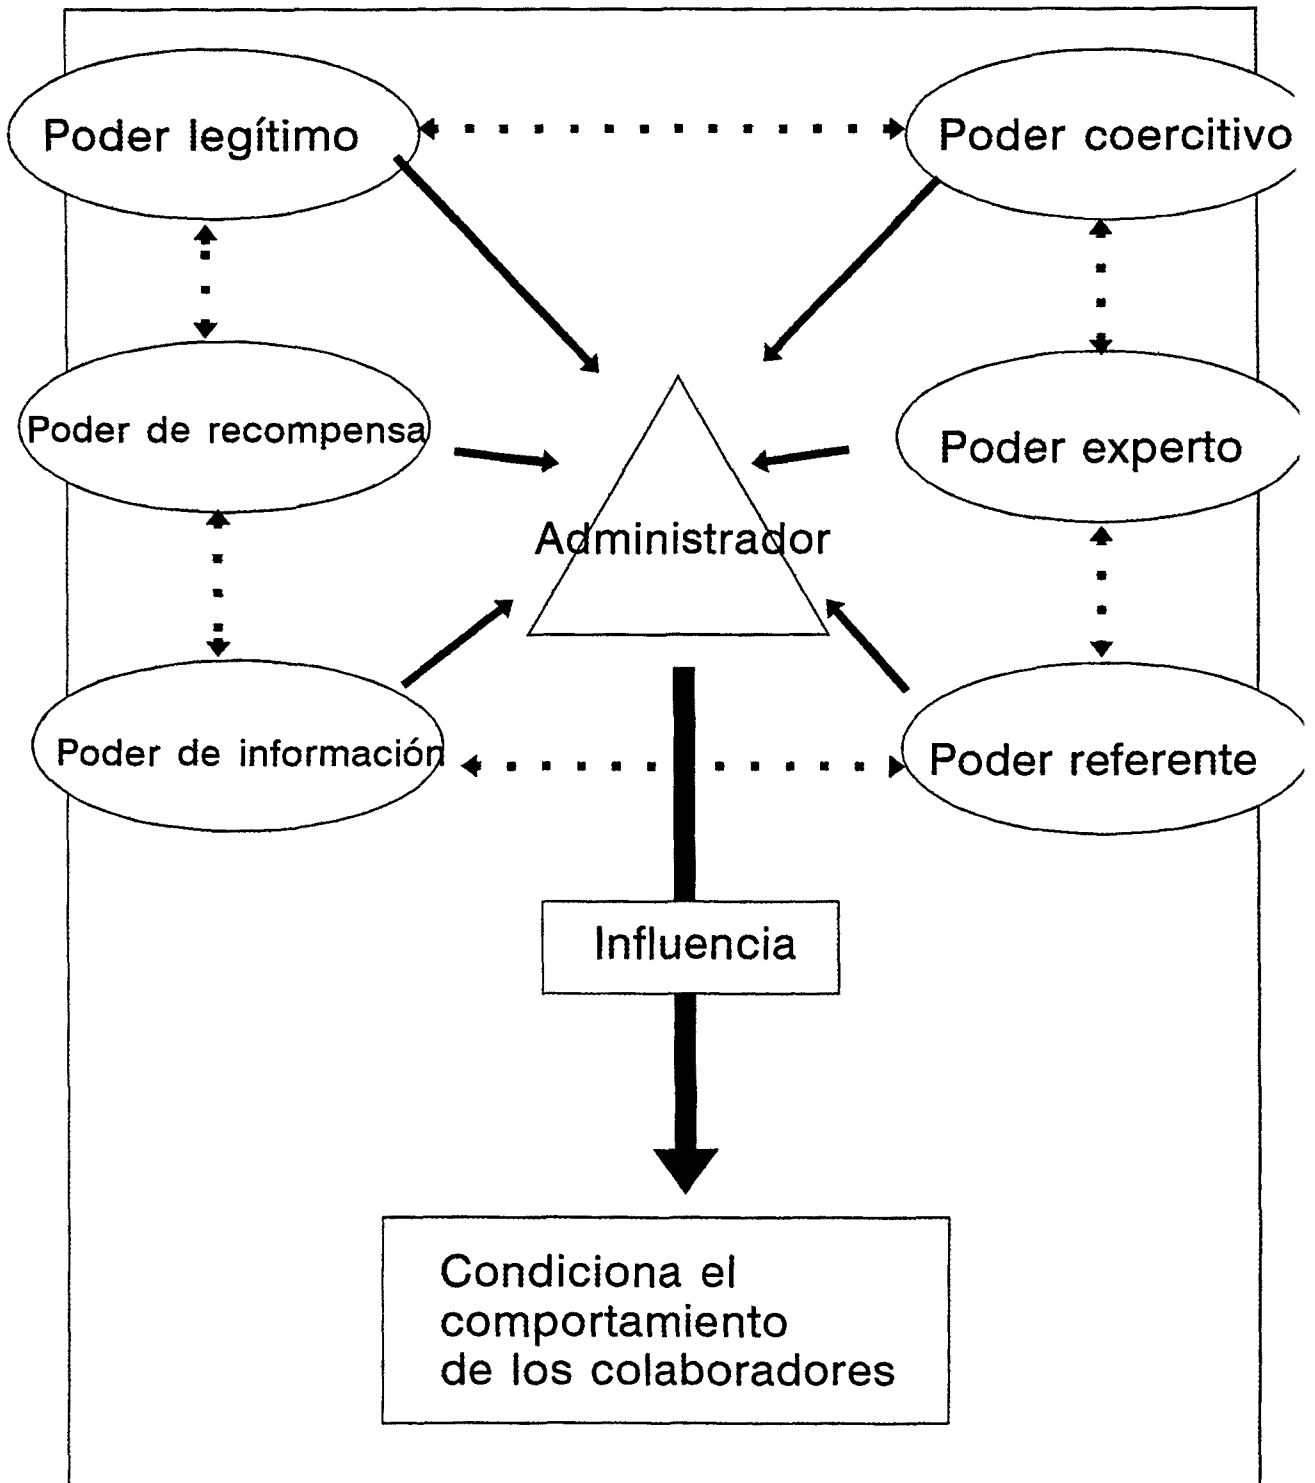 Poder legítimo
Poder coercitivo
Poder de recompensa
Poder experto
Administrador
Poder de información
Poder referente
Influencia
Condiciona el
comportamiento
de los colaboradores